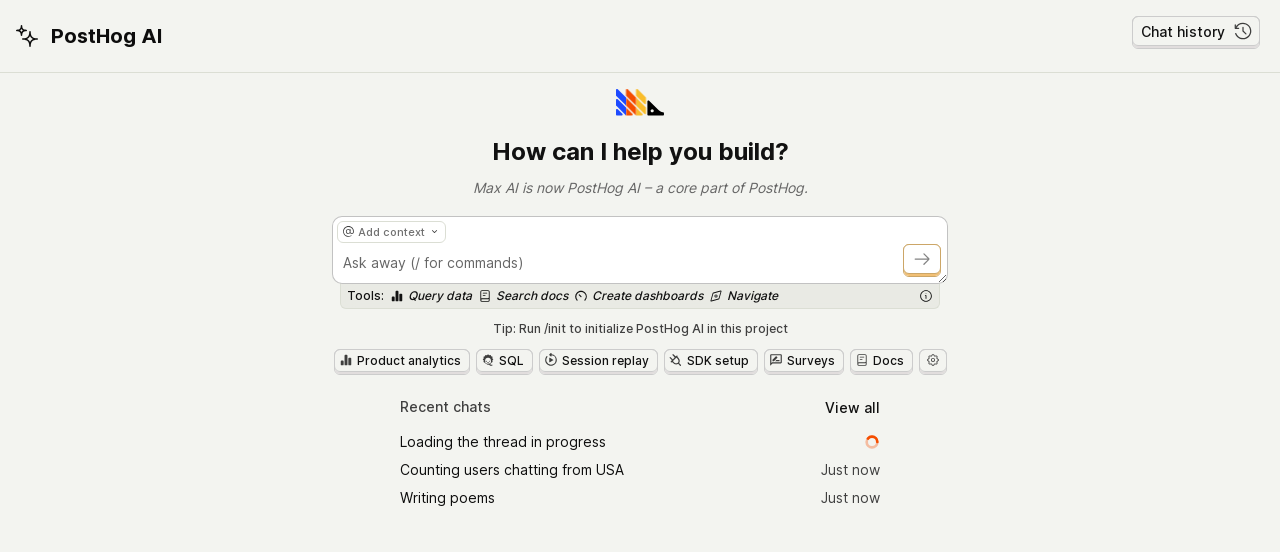 PostHog AI
Chat history
How can I help you build?
Max AI is now PostHog AI – a core part of PostHog.
@ Add context
Ask away (/ for commands)
Tools: Query data Search docs Create dashboards Navigate
Tip: Run /init to initialize PostHog AI in this project
Product analytics SQL Session replay SDK setup Surveys Docs
Recent chats View all
Loading the thread in progress
Counting users chatting from USA Just now
Writing poems Just now